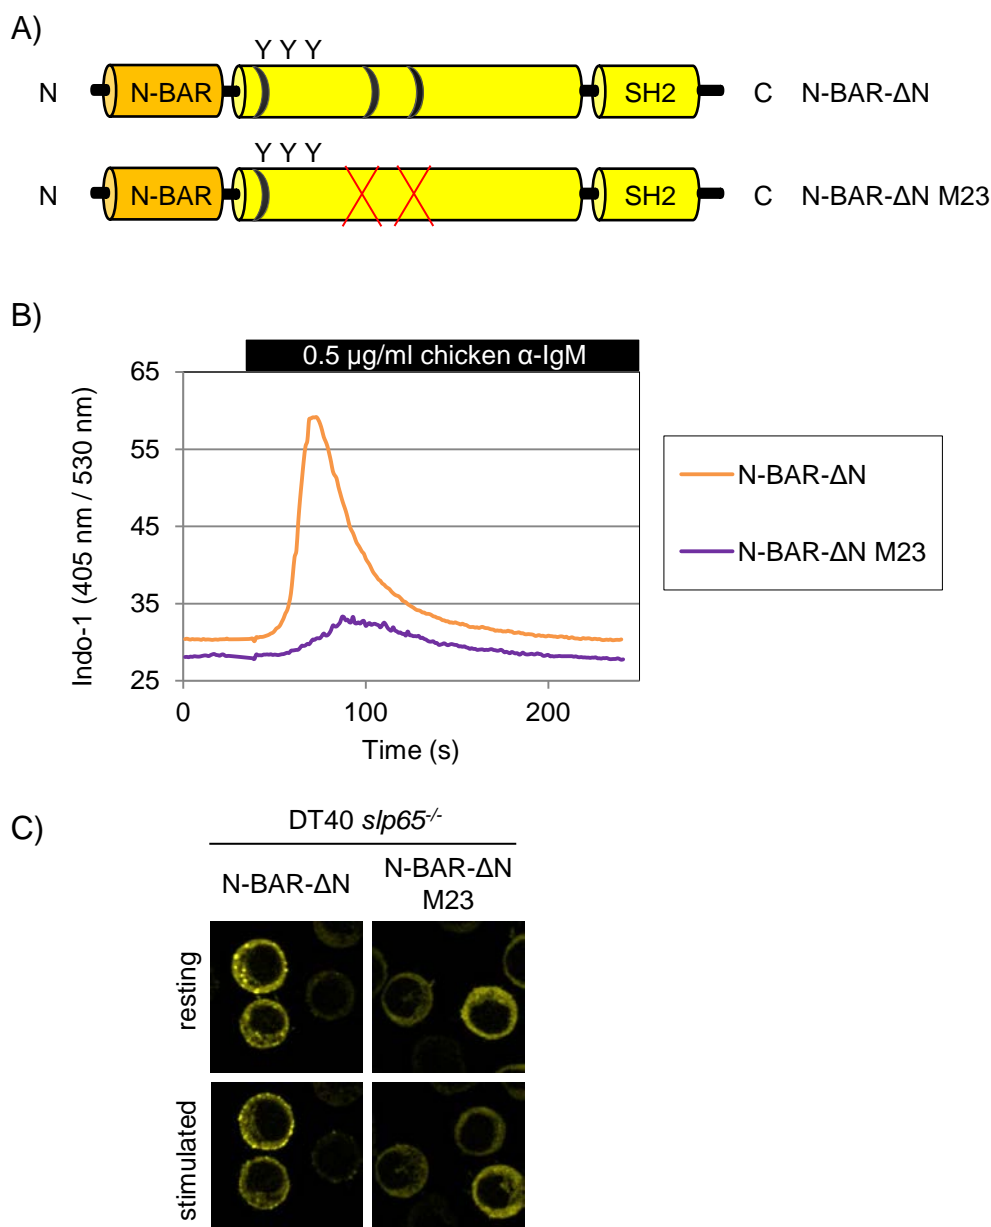 A)
Y Y Y
N N-BAR SH2 C N-BAR-ΔN
Y Y Y
N N-BAR SH2 C N-BAR-ΔN M23
B)
0.5 µg/ml chicken α-IgM
65
55
45
35
25
Indo-1 (405 nm / 530 nm)
0 100 200
Time (s)
N-BAR-ΔN
N-BAR-ΔN M23
C)
DT40 slp65-/-
N-BAR-ΔN
N-BAR-ΔN
M23
resting
stimulated